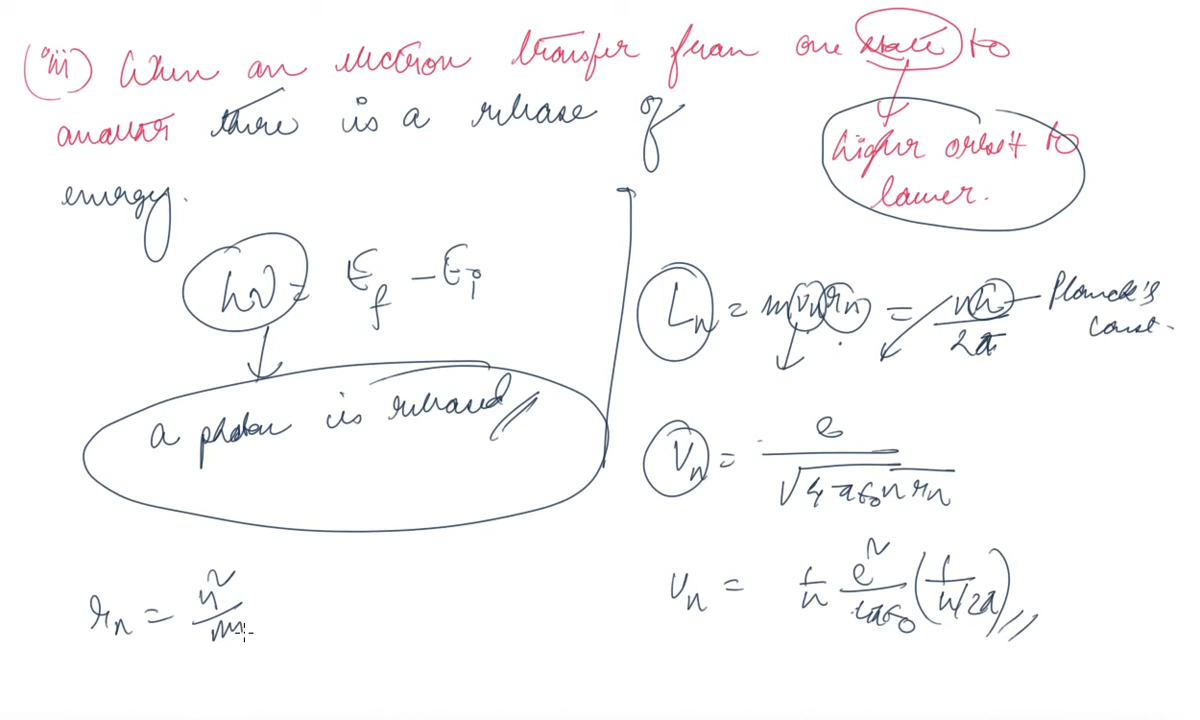 (iii) When an electron transfer from one state to
another there is a release of
energy.
higher orbit to
lower.
hν = E_f − E_i
a photon is released
L_n = m v_n r_n = nh/2π
Planck's
const.
v_n = e/√(4πε₀ m r_n)
v_n = 1/n e²/4πε₀ (1/h/2π)
r_n = n²/m